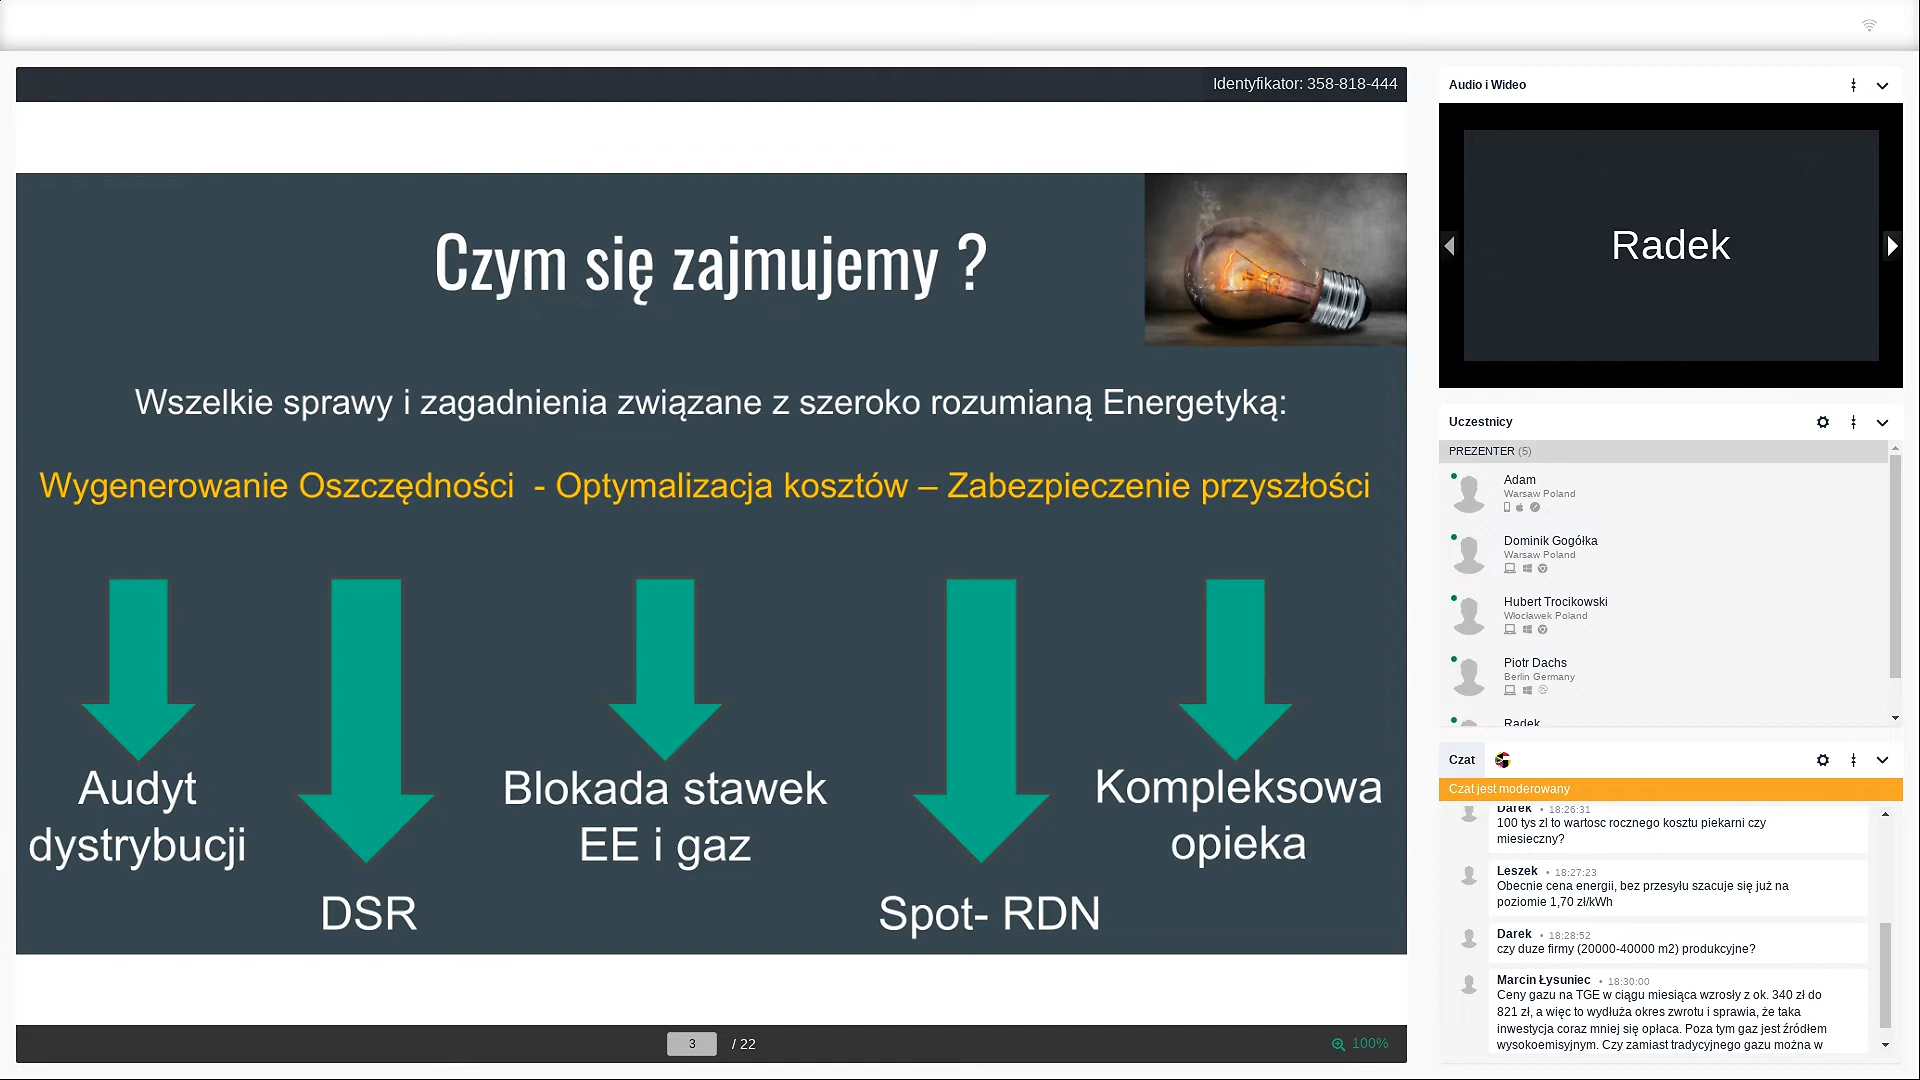 Identyfikator: 358-818-444
Czym się zajmujemy ?
Wszelkie sprawy i zagadnienia związane z szeroko rozumianą Energetyką:
Wygenerowanie Oszczędności - Optymalizacja kosztów – Zabezpieczenie przyszłości
Audyt
dystrybucji
DSR
Blokada stawek
EE i gaz
Spot- RDN
Kompleksowa
opieka
3 / 22
100%
Audio i Wideo
Radek
Uczestnicy
PREZENTER (5)
Adam
Warsaw Poland
Dominik Gogółka
Warsaw Poland
Hubert Trocikowski
Włocławek Poland
Piotr Dachs
Berlin Germany
Radek
Czat
Czat jest moderowany
Darek • 18:26:31
100 tys zl to wartosc rocznego kosztu piekarni czy
miesieczny?
Leszek • 18:27:23
Obecnie cena energii, bez przesyłu szacuje się już na
poziomie 1,70 zł/kWh
Darek • 18:28:52
czy duze firmy (20000-40000 m2) produkcyjne?
Marcin Łysuniec • 18:30:00
Ceny gazu na TGE w ciągu miesiąca wzrosły z ok. 340 zł do
821 zł, a więc to wydłuża okres zwrotu i sprawia, że taka
inwestycja coraz mniej się opłaca. Poza tym gaz jest źródłem
wysokoemisyjnym. Czy zamiast tradycyjnego gazu można w